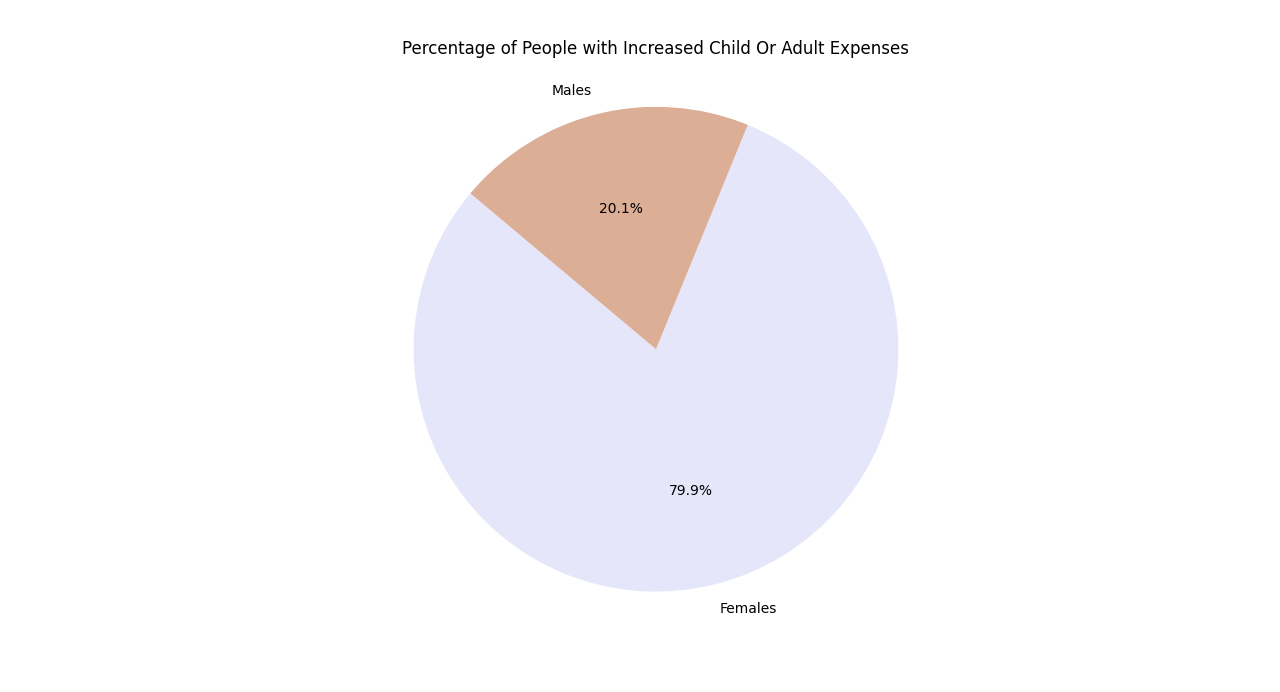 Percentage of People with Increased Child Or Adult Expenses
Males
20.1%
79.9%
Females